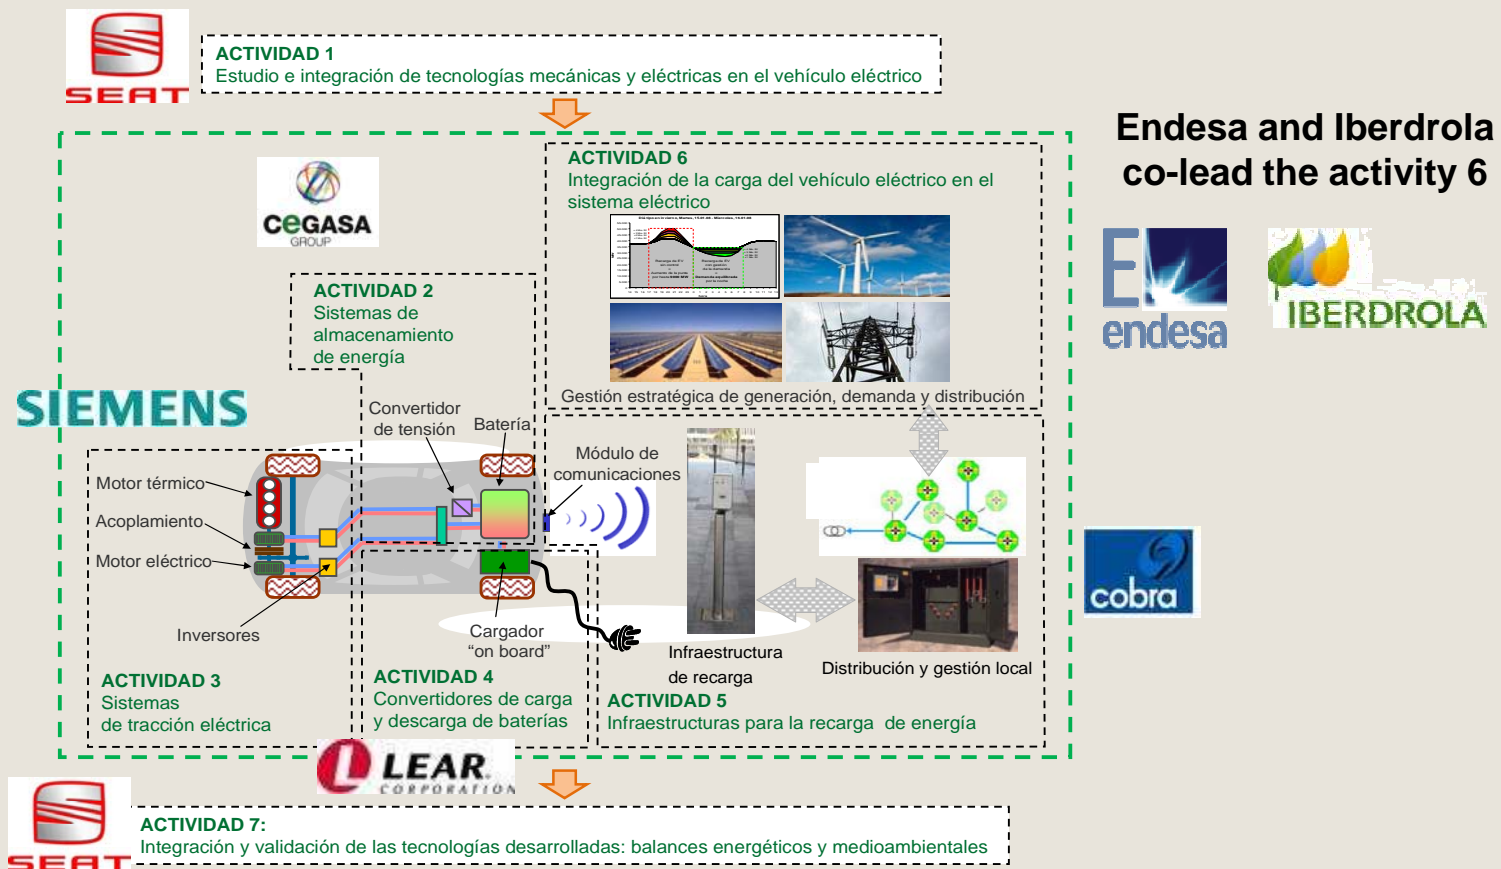 SEAT
ACTIVIDAD 1
Estudio e integración de tecnologías mecánicas y eléctricas en el vehículo eléctrico
Endesa and Iberdrola
co-lead the activity 6
CEGASA
GROUP
ACTIVIDAD 6
Integración de la carga del vehículo eléctrico en el
sistema eléctrico
Gestión estratégica de generación, demanda y distribución
endesa
IBERDROLA
ACTIVIDAD 2
Sistemas de
almacenamiento
de energía
SIEMENS
Convertidor
de tensión
Batería
Módulo de
comunicaciones
Motor térmico
Acoplamiento
Motor eléctrico
Inversores
Cargador
“on board”
Infraestructura
de recarga
Distribución y gestión local
cobra
ACTIVIDAD 3
Sistemas
de tracción eléctrica
ACTIVIDAD 4
Convertidores de carga
y descarga de baterías
ACTIVIDAD 5
Infraestructuras para la recarga de energía
LEAR.
CORPORATION
SEAT
ACTIVIDAD 7:
Integración y validación de las tecnologías desarrolladas: balances energéticos y medioambientales